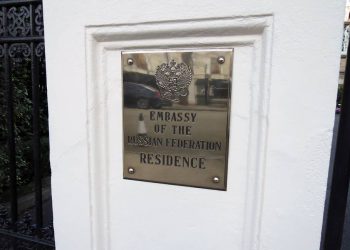 EMBASSY
OF THE
RUSSIAN FEDERATION
RESIDENCE